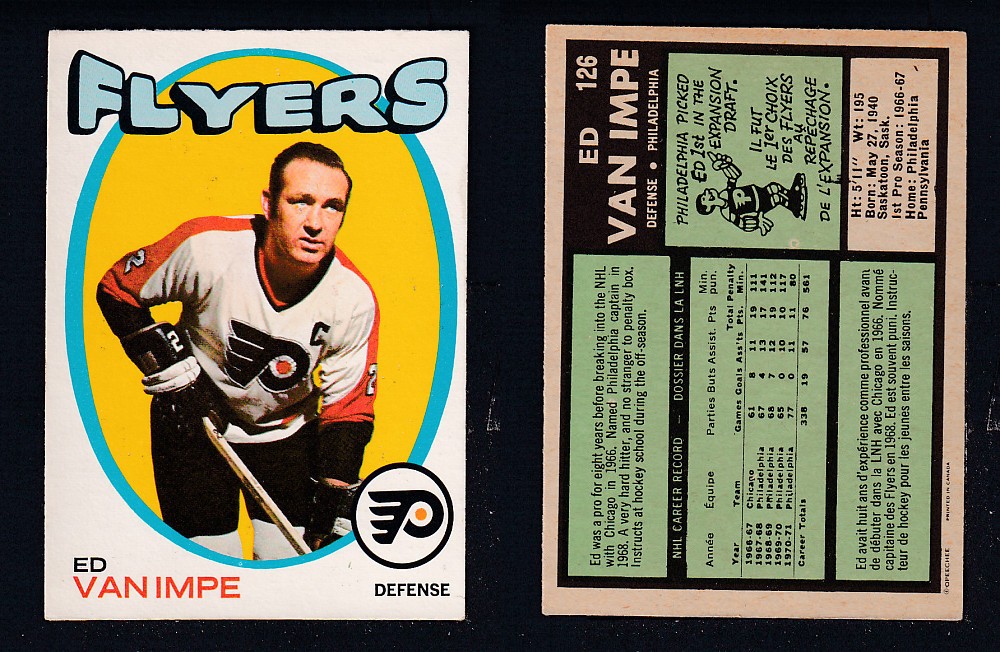 FLYERS
C
2
2
2
ED
VAN IMPE
DEFENSE
126
ED
VAN IMPE
DEFENSE • PHILADELPHIA
PHILADELPHIA PICKED
ED 1st IN THE
EXPANSION
DRAFT.
IL FUT
LE 1er CHOIX
DES FLYERS
AU
REPÊCHAGE
DE L'EXPANSION.
Ht: 5'11" Wt: 195
Born: May 27, 1940
Saskatoon, Sask.
1st Pro Season: 1966-67
Home: Philadelphia
Pennsylvania
Ed was a pro for eight years before breaking into the NHL
with Chicago in 1966. Named Philadelphia captain in
1968. A very hard hitter, and no stranger to penalty box.
Instructs at hockey school during the off-season.
NHL CAREER RECORD — DOSSIER DANS LA LNH
Année Équipe Parties Buts Assist. Pts Min. pun.
Year Team Games Goals Ass'ts Total Pts. Penalty Min.
1966-67 Chicago 61 8 11 19 111
1967-68 Philadelphia 67 4 13 17 141
1968-69 Philadelphia 68 7 12 19 112
1969-70 Philadelphia 65 0 10 10 117
1970-71 Philadelphia 77 0 11 11 80
Career Totals 338 19 57 76 561
Ed avait huit ans d'expérience comme professionnel avant
de débuter dans la LNH avec Chicago en 1966. Nommé
capitaine des Flyers en 1968. Ed est souvent puni. Instruc-
teur de hockey pour les jeunes entre les saisons.
© OPEECHEE PRINTED IN CANADA